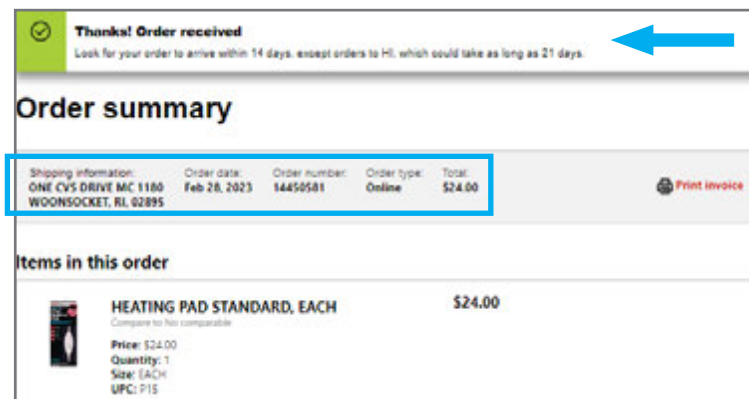 Thanks! Order received
Look for your order to arrive within 14 days, except orders to HI, which could take as long as 21 days.
Order summary
Shipping information: Order date: Order number: Order type: Total:
ONE CVS DRIVE MC 1180 Feb 28, 2023 14450581 Online $24.00
WOONSOCKET, RI, 02895
Print invoice
Items in this order
HEATING PAD STANDARD, EACH $24.00
Compare to No comparable
Price: $24.00
Quantity: 1
Size: EACH
UPC: P15